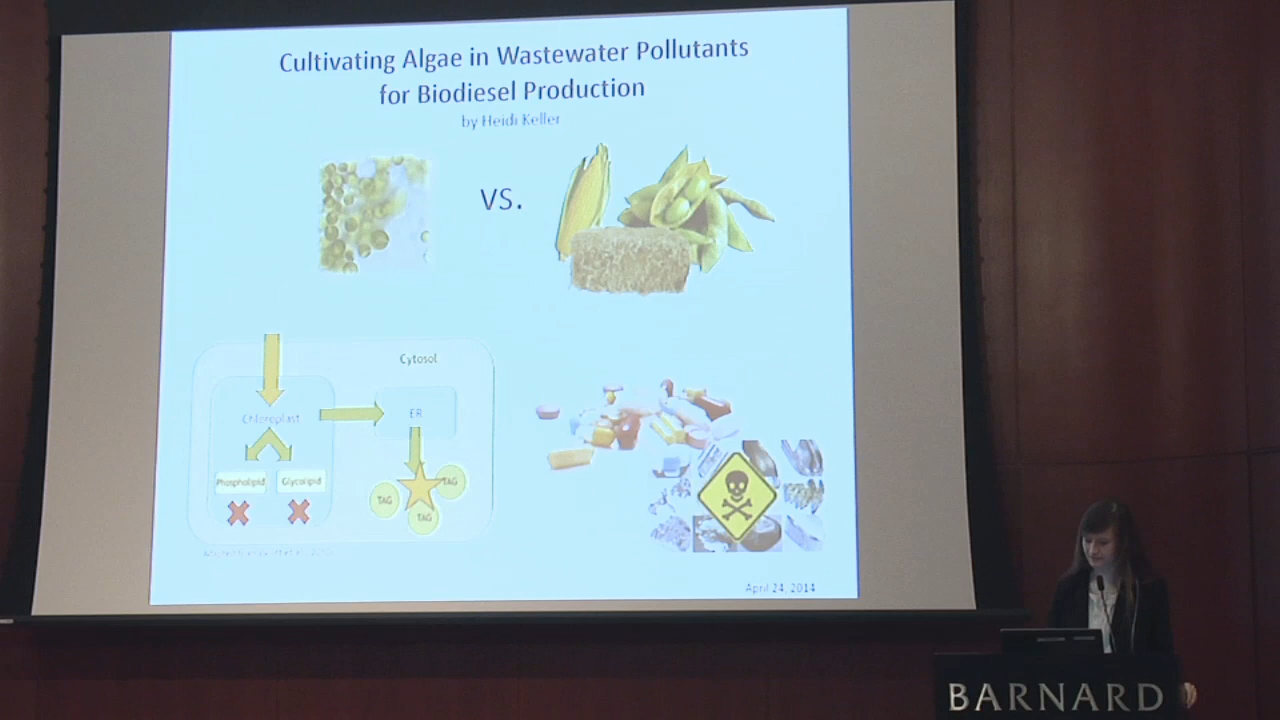 Cultivating Algae in Wastewater Pollutants
for Biodiesel Production
by Heidi Keller
VS.
Cytosol
Chloroplast
ER
Phospholipid
Glycolipid
TAG
TAG
TAG
April 24, 2014
BARNARD